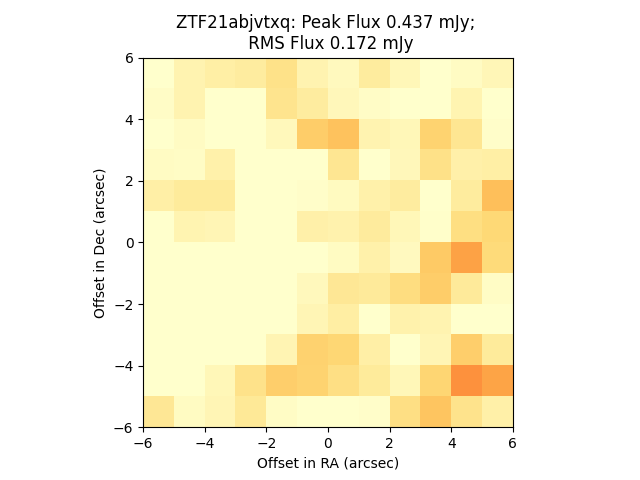 ZTF21abjvtxq: Peak Flux 0.437 mJy;
RMS Flux 0.172 mJy
6
4
2
0
−2
−4
−6
Offset in Dec (arcsec)
−6 −4 −2 0 2 4 6
Offset in RA (arcsec)